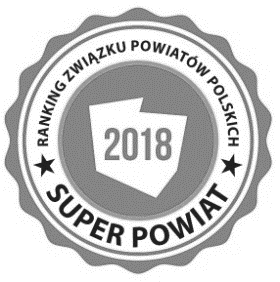 RANKING ZWIĄZKU POWIATÓW POLSKICH
2018
SUPER POWIAT